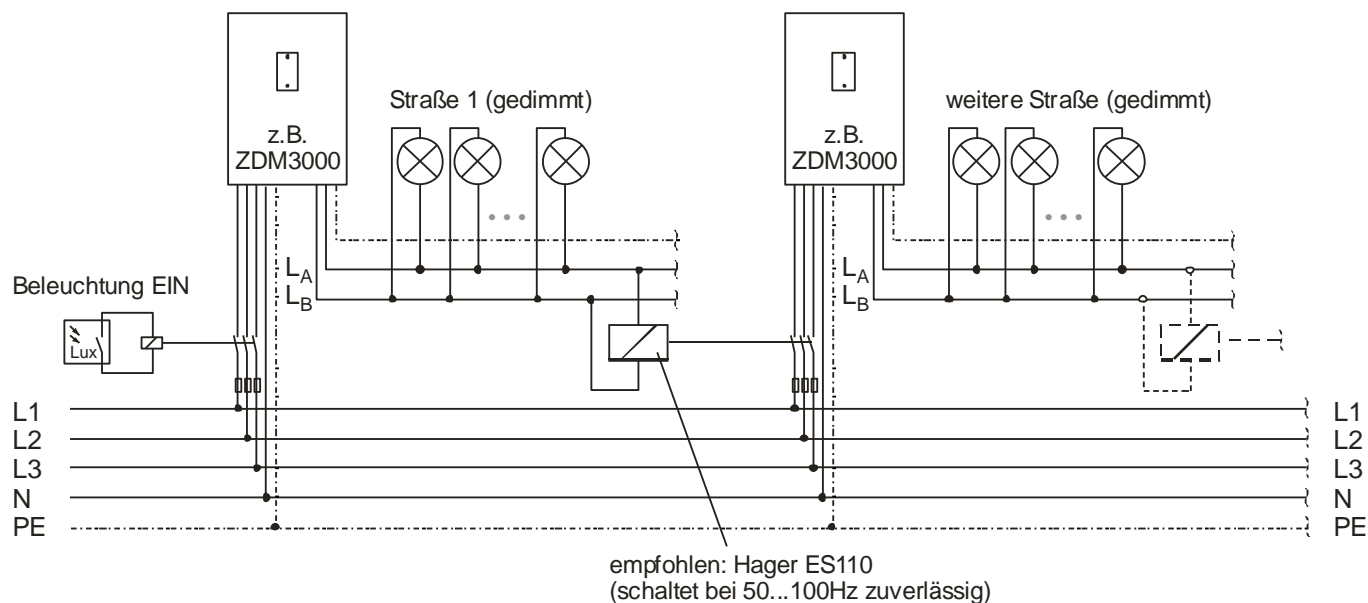 z.B.
ZDM3000
Straße 1 (gedimmt)
z.B.
ZDM3000
weitere Straße (gedimmt)
LA
LB
LA
LB
Beleuchtung EIN
Lux
L1
L2
L3
N
PE
L1
L2
L3
N
PE
empfohlen: Hager ES110
(schaltet bei 50...100Hz zuverlässig)